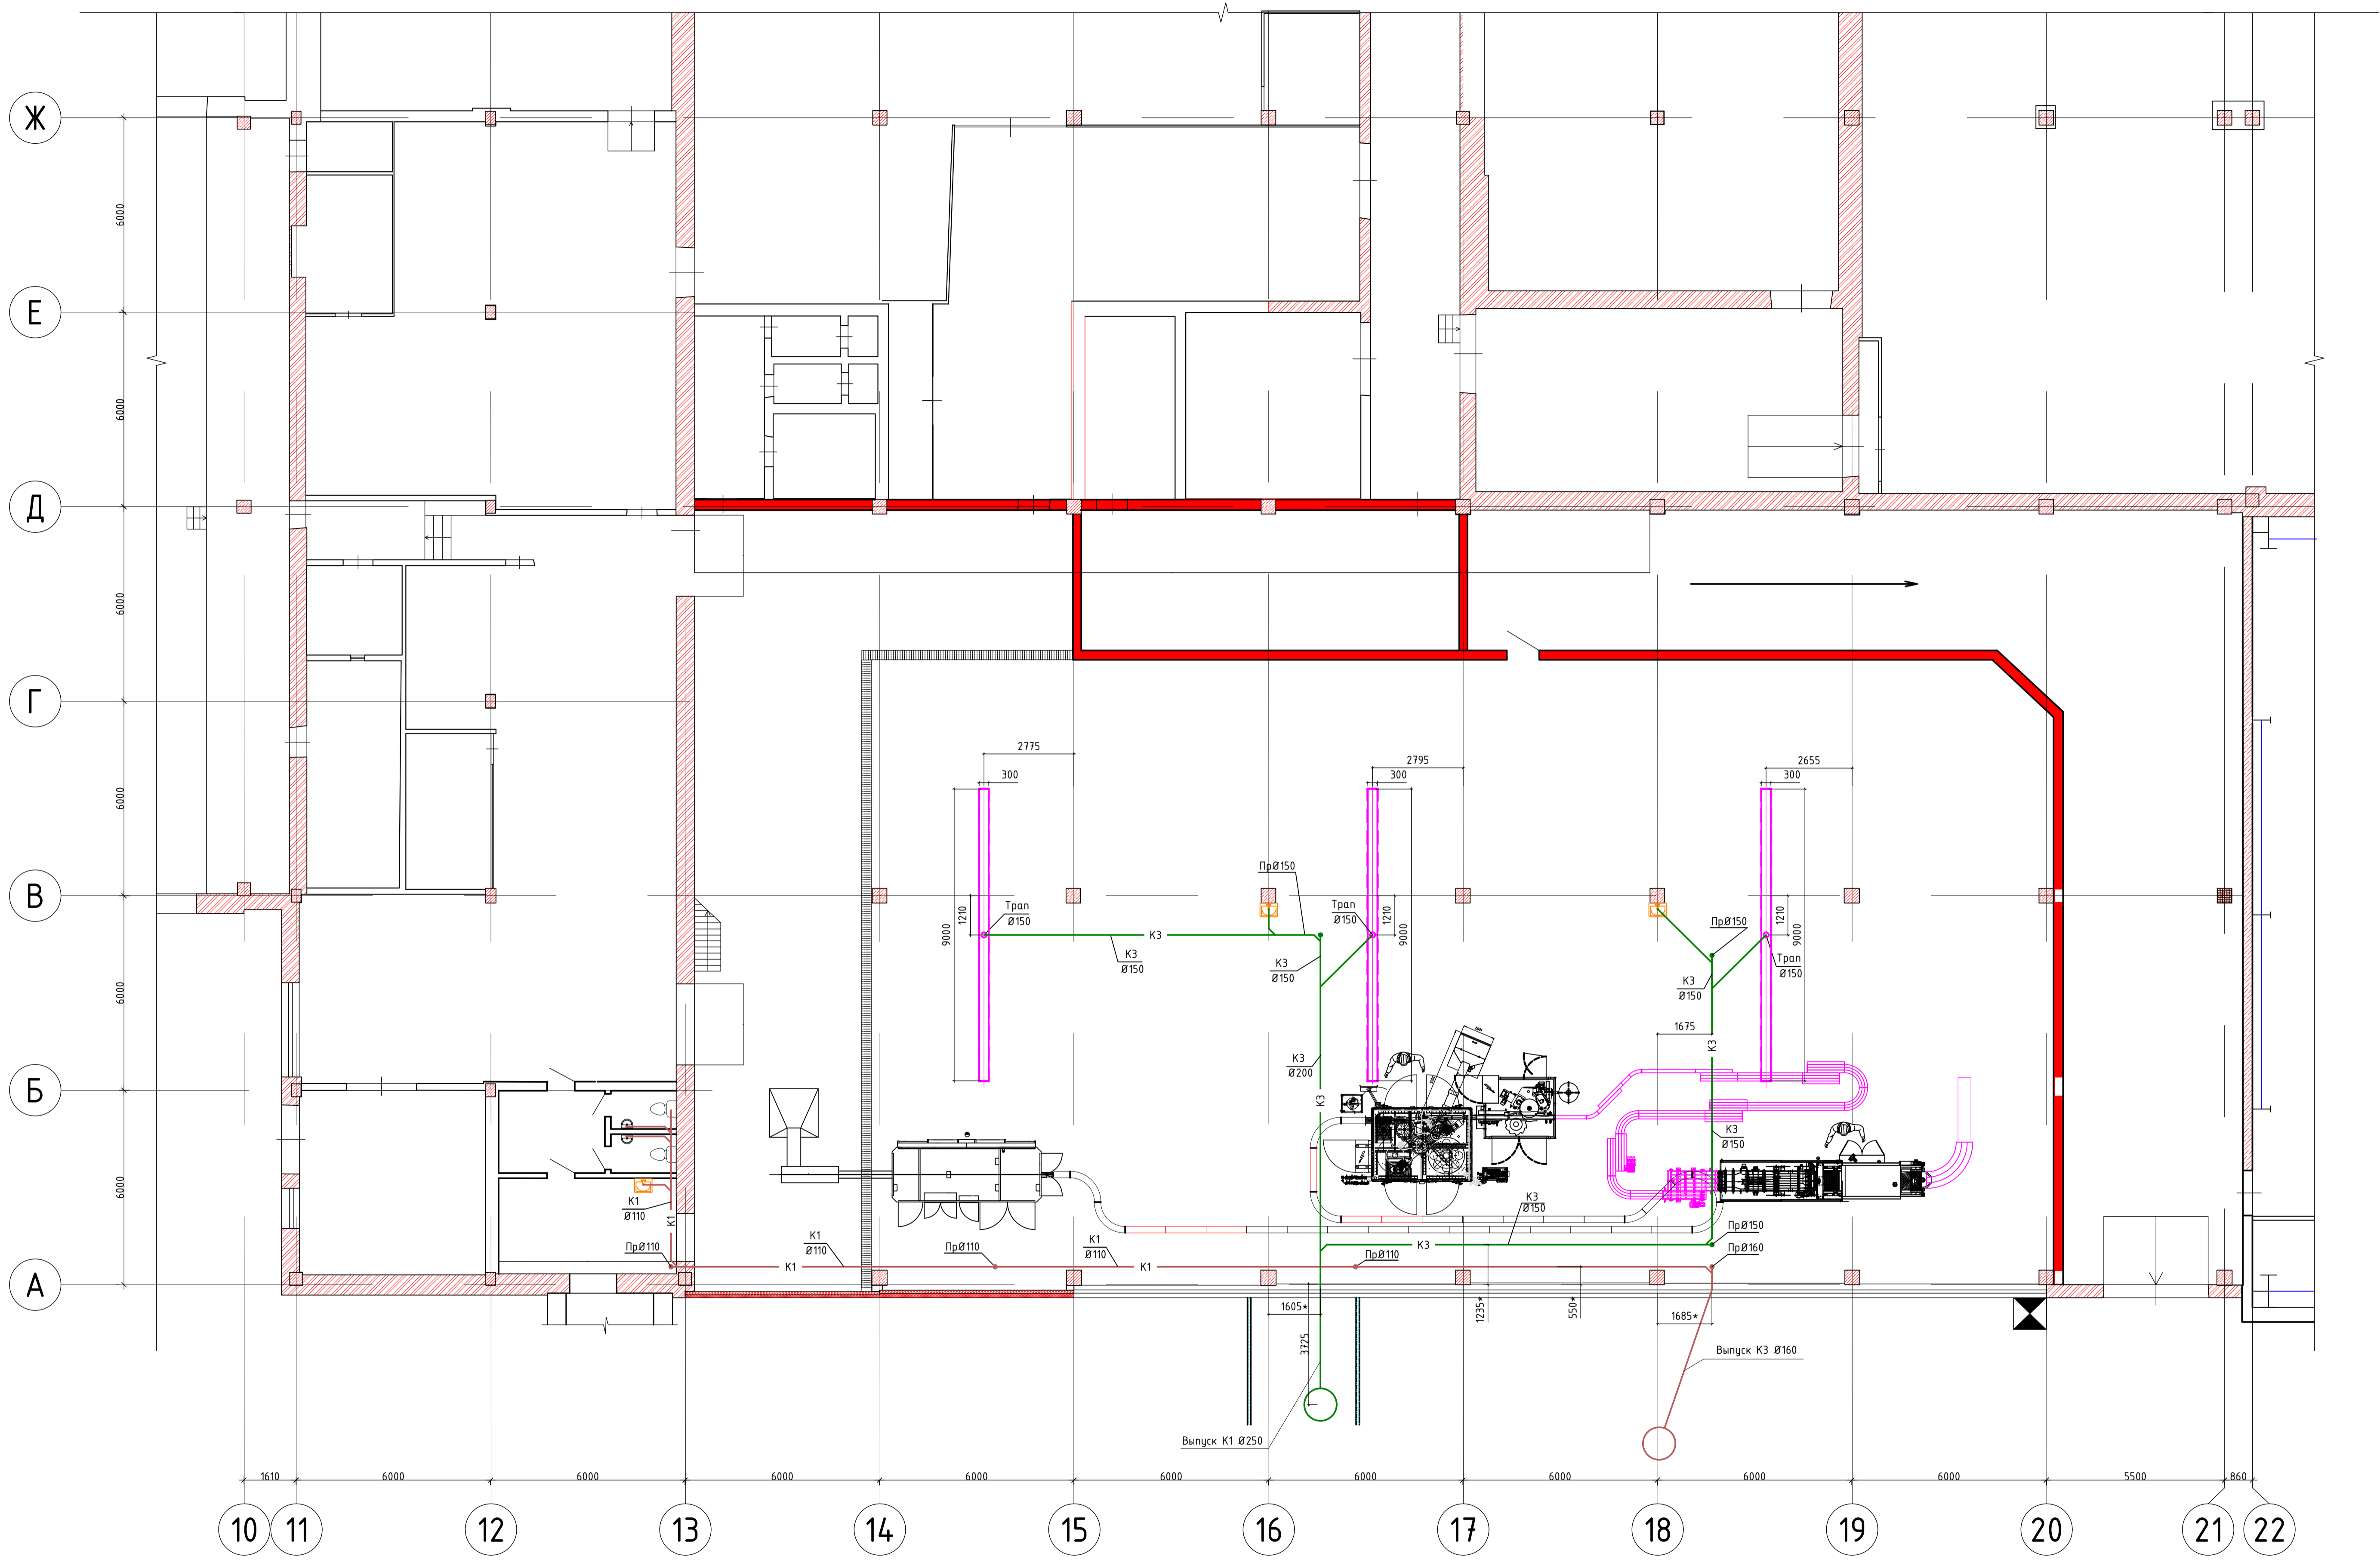 Ж
6000
Е
6000
Д
6000
Г
2775
2795
2655
300
300
300
6000
В
ПрØ150
1210
Трап
Ø150
Трап
Ø150
1210
ПрØ150
1210
9000
К3
9000
9000
К3
Ø150
К3
Ø150
Трап
Ø150
К3
Ø150
6000
1675
К3
К3
Ø200
Б
К3
К3
Ø150
6000
К1
Ø110
К1
К3
Ø150
ПрØ110
К1
Ø110
ПрØ110
К1
Ø110
К3
ПрØ110
ПрØ150
ПрØ160
К1
К1
А
1605*
1235*
550*
1685*
3725
Выпуск К3 Ø160
Выпуск К1 Ø250
1610
6000
6000
6000
6000
6000
6000
6000
6000
6000
5500
860
10
11
12
13
14
15
16
17
18
19
20
21
22